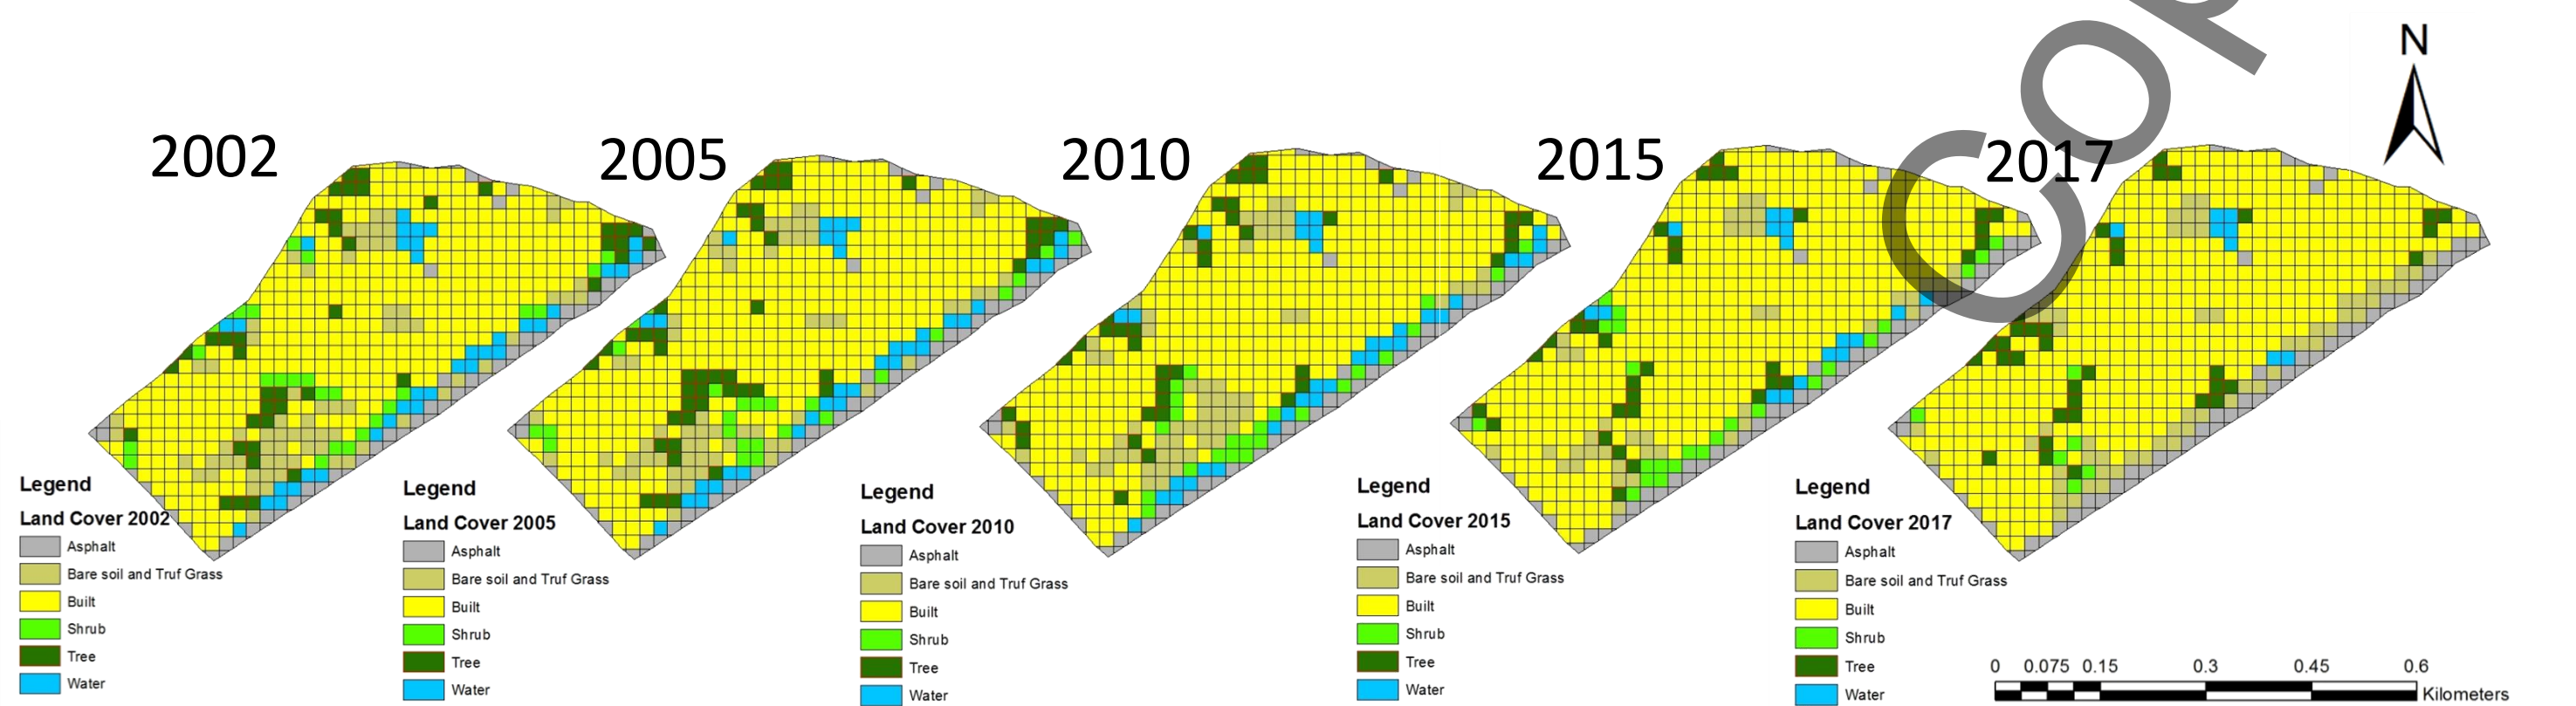 2002
2005
2010
2015
2017
N
Cop
Legend
Land Cover 2002
Asphalt
Bare soil and Truf Grass
Built
Shrub
Tree
Water
Legend
Land Cover 2005
Asphalt
Bare soil and Truf Grass
Built
Shrub
Tree
Water
Legend
Land Cover 2010
Asphalt
Bare soil and Truf Grass
Built
Shrub
Tree
Water
Legend
Land Cover 2015
Asphalt
Bare soil and Truf Grass
Built
Shrub
Tree
Water
Legend
Land Cover 2017
Asphalt
Bare soil and Truf Grass
Built
Shrub
Tree
Water
0 0.075 0.15 0.3 0.45 0.6
Kilometers